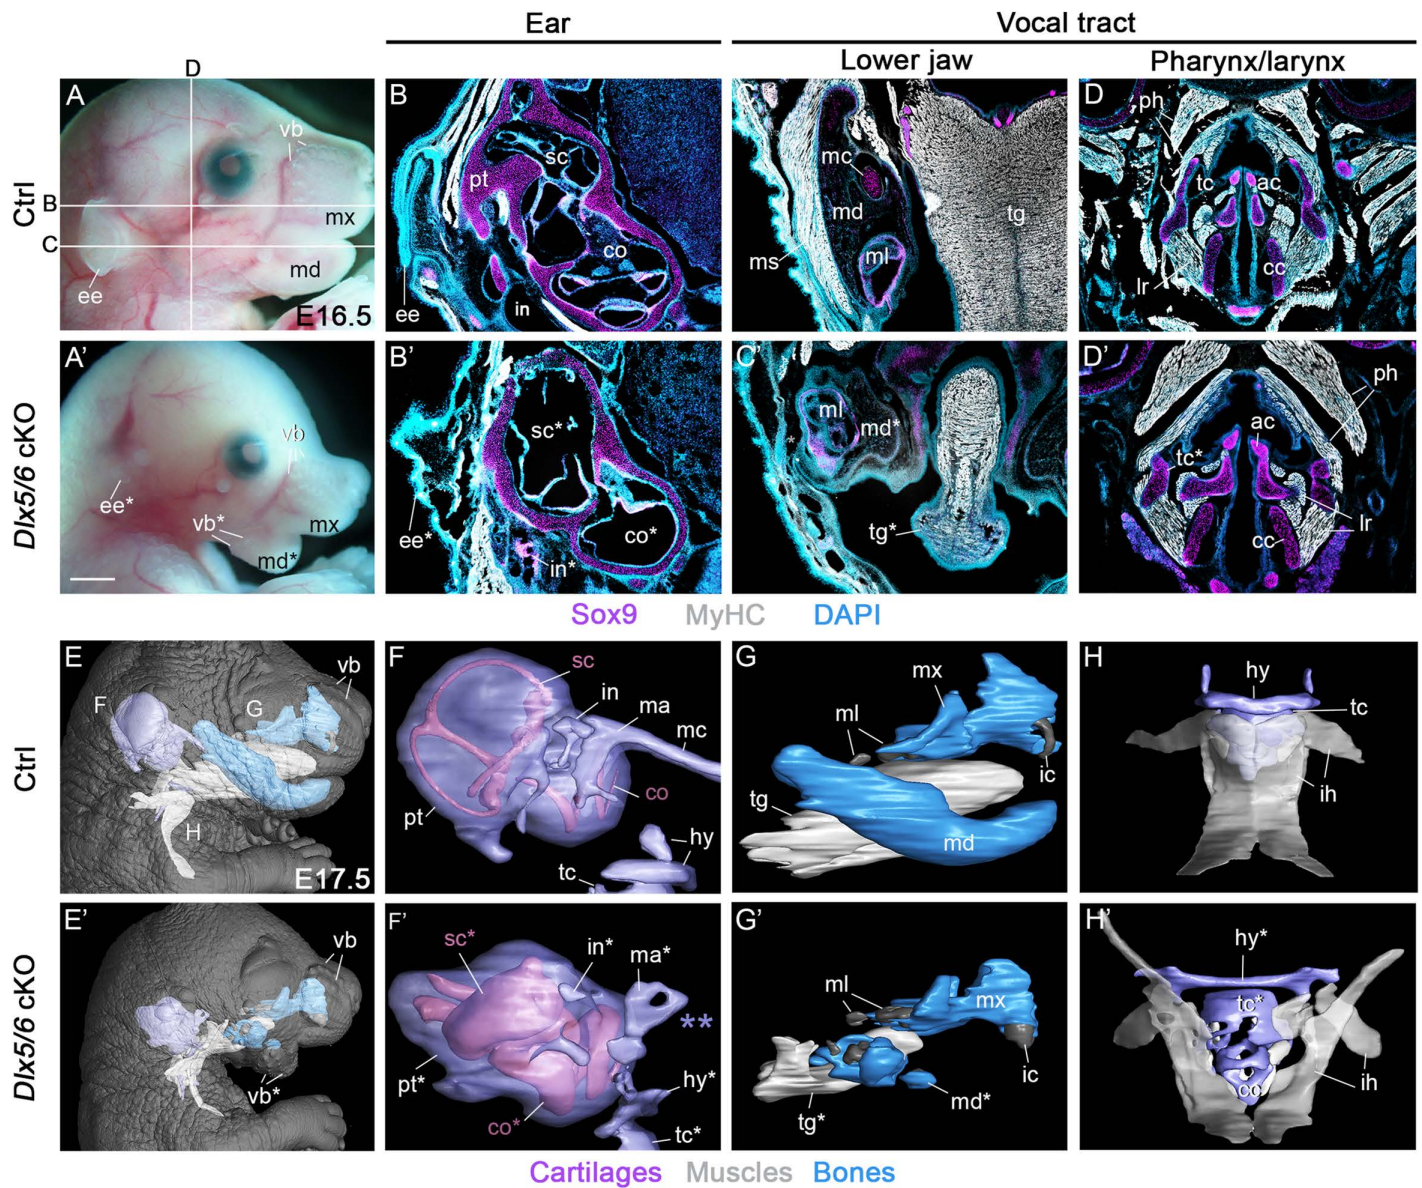 Ear
Vocal tract
Lower jaw
Pharynx/larynx
D
Ctrl
A
vb
B
mx
C
md
ee
E16.5
B
sc
pt
co
in
ee
C
mc
md
tg
ml
ms
D
ph
tc
ac
cc
lr
Dlx5/6 cKO
A'
vb
ee*
vb*
mx
md*
B'
sc*
co*
ee*
in*
C'
ml
md*
*
tg*
D'
ph
ac
tc*
lr
cc
Sox9 MyHC DAPI
Ctrl
E
vb
F
G
H
E17.5
F
sc
in
ma
mc
co
pt
hy
tc
G
mx
ml
ic
tg
md
H
hy
tc
ih
Dlx5/6 cKO
E'
vb
vb*
F'
sc*
in*
ma*
**
pt*
hy*
co*
tc*
G'
ml
mx
ic
md*
tg*
H'
hy*
tc*
cc
ih
Cartilages Muscles Bones